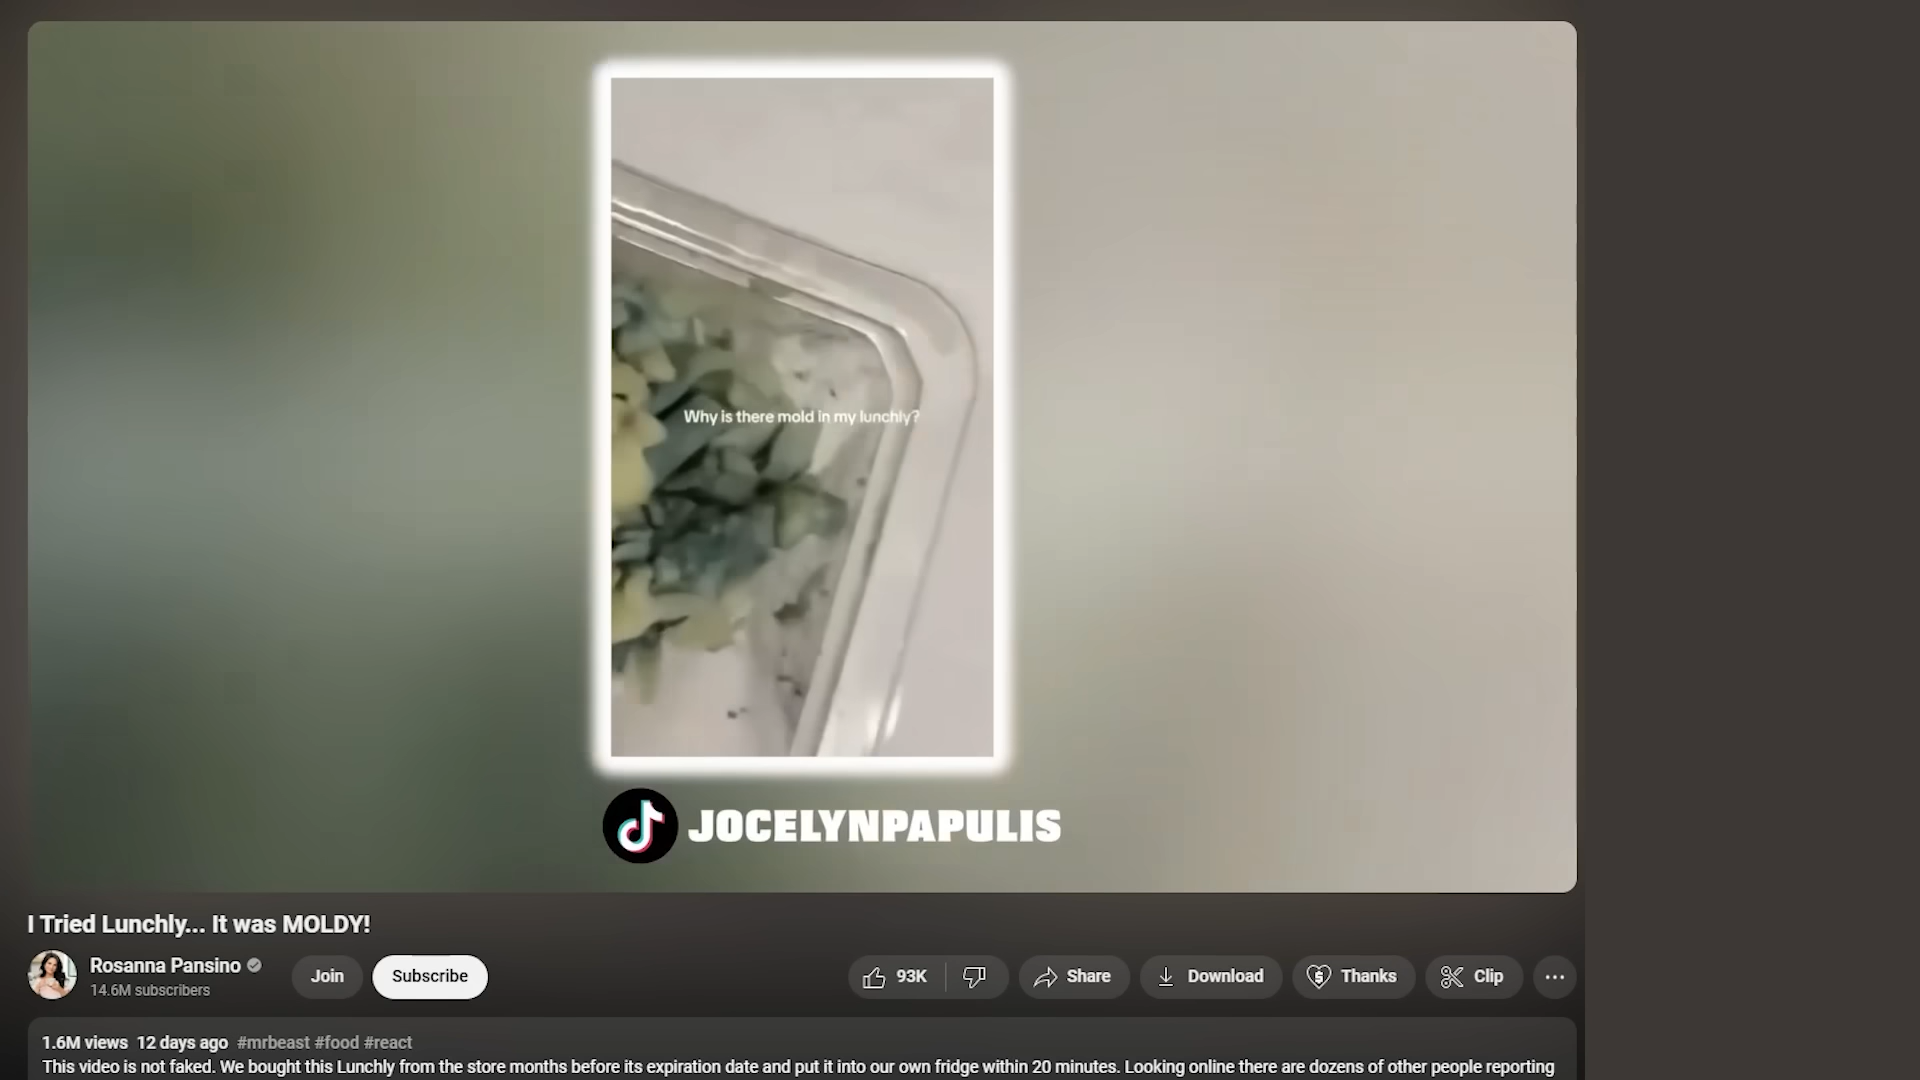 Why is there mold in my lunchly?
JOCELYNPAPULIS
I Tried Lunchly... It was MOLDY!
Rosanna Pansino
14.6M subscribers
Join
Subscribe
93K
Share
Download
Thanks
Clip
1.6M views 12 days ago #mrbeast #food #react
This video is not faked. We bought this Lunchly from the store months before its expiration date and put it into our own fridge within 20 minutes. Looking online there are dozens of other people reporting